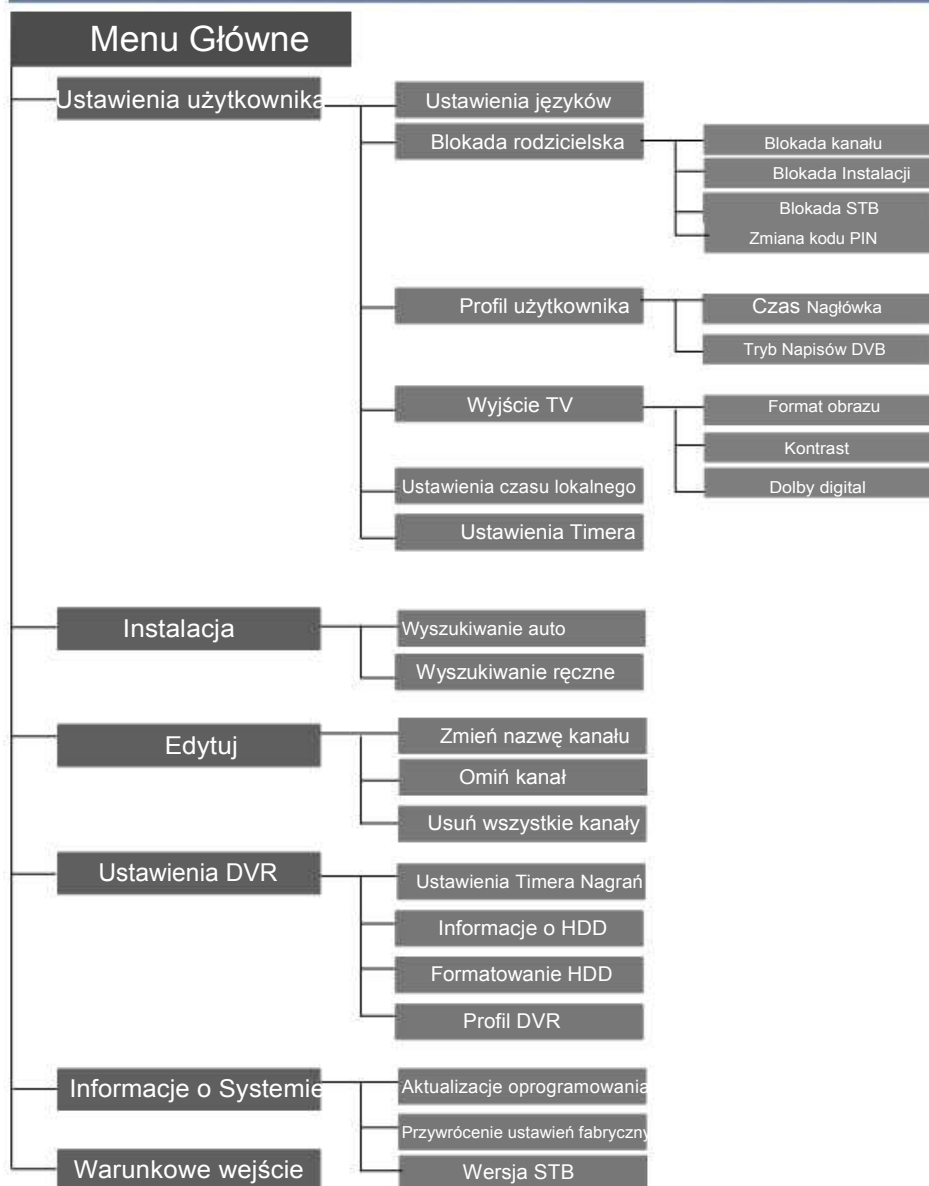 Menu Główne
Ustawienia użytkownika
Ustawienia języków
Blokada rodzicielska
Blokada kanału
Blokada Instalacji
Blokada STB
Zmiana kodu PIN
Profil użytkownika
Czas Nagłówka
Tryb Napisów DVB
Wyjście TV
Format obrazu
Kontrast
Dolby digital
Ustawienia czasu lokalnego
Ustawienia Timera
Instalacja
Wyszukiwanie auto
Wyszukiwanie ręczne
Edytuj
Zmień nazwę kanału
Omiń kanał
Usuń wszystkie kanały
Ustawienia DVR
Ustawienia Timera Nagrań
Informacje o HDD
Formatowanie HDD
Profil DVR
Informacje o Systemie
Aktualizacje oprogramowania
Przywrócenie ustawień fabryczny
Wersja STB
Warunkowe wejście